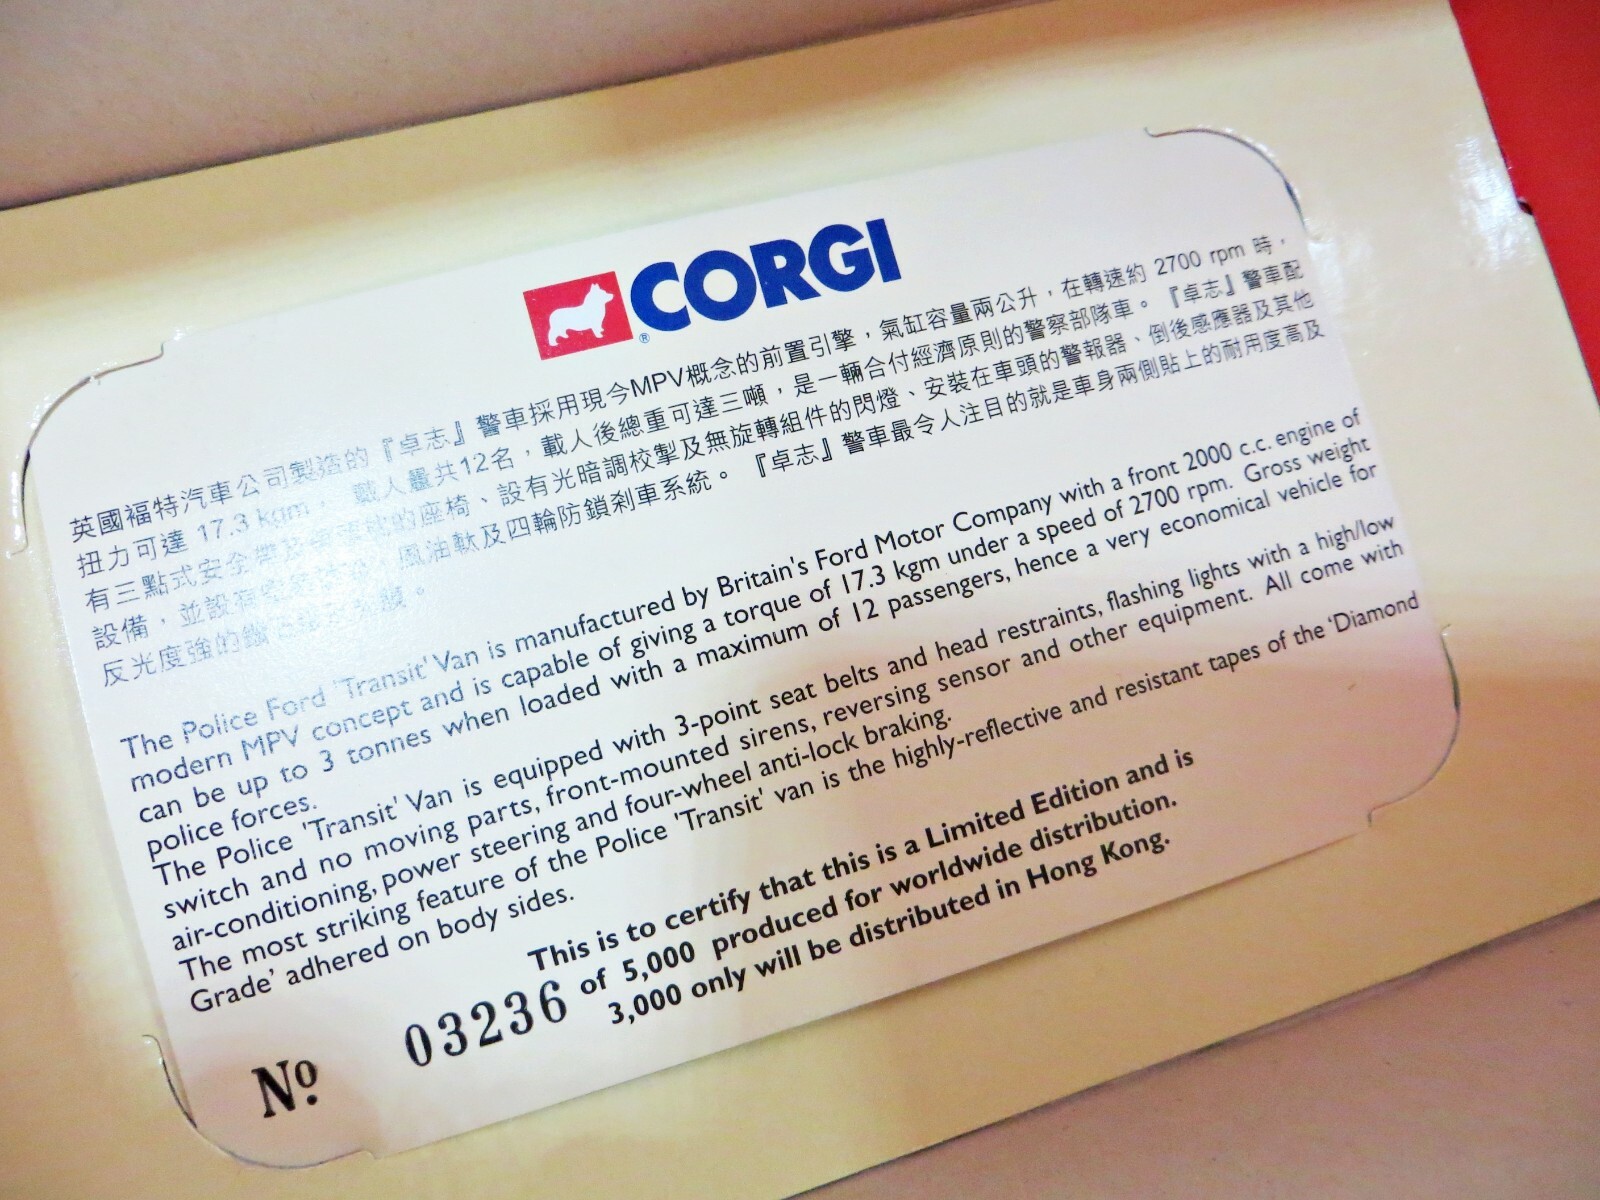 CORGI
®
英國福特汽車公司製造的『卓志』警車採用現今MPV概念的前置引擎，氣缸容量兩公升，在轉速約 2700 rpm 時，
扭力可達 17.3 kgm， 載人量共12名，載人後總重可達三噸，是一輛合付經濟原則的警察部隊車。『卓志』警車配
有三點式安全帶及 的座椅、設有光暗調校掣及無旋轉組件的閃燈、安裝在車頭的警報器、倒後感應器及其他
設備，並設有 風油軚及四輪防鎖剎車系統。『卓志』警車最令人注目的就是車身兩側貼上的耐用度高及
反光度強的鑽 。
The Police Ford 'Transit' Van is manufactured by Britain's Ford Motor Company with a front 2000 c.c. engine of
modern MPV concept and is capable of giving a torque of 17.3 kgm under a speed of 2700 rpm. Gross weight
can be up to 3 tonnes when loaded with a maximum of 12 passengers, hence a very economical vehicle for
police forces.
The Police 'Transit' Van is equipped with 3-point seat belts and head restraints, flashing lights with a high/low
switch and no moving parts, front-mounted sirens, reversing sensor and other equipment. All come with
air-conditioning, power steering and four-wheel anti-lock braking.
The most striking feature of the Police 'Transit' van is the highly-reflective and resistant tapes of the 'Diamond
Grade' adhered on body sides.
This is to certify that this is a Limited Edition and is
Nº. 03236 of 5,000 produced for worldwide distribution.
3,000 only will be distributed in Hong Kong.